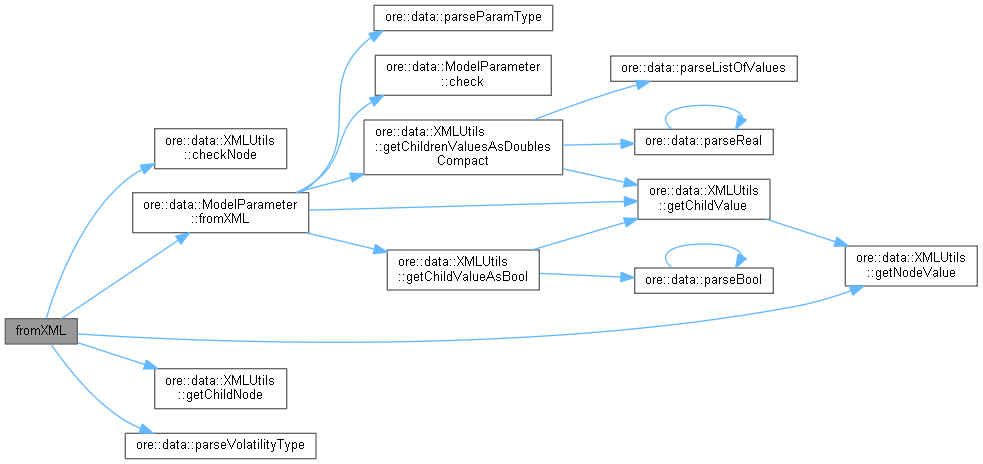 ore::data::parseParamType
ore::data::ModelParameter
::check
ore::data::parseListOfValues
ore::data::XMLUtils
::getChildrenValuesAsDoubles
Compact
ore::data::parseReal
ore::data::XMLUtils
::checkNode
ore::data::XMLUtils
::getChildValue
ore::data::ModelParameter
::fromXML
ore::data::XMLUtils
::getChildValueAsBool
ore::data::parseBool
ore::data::XMLUtils
::getNodeValue
fromXML
ore::data::XMLUtils
::getChildNode
ore::data::parseVolatilityType